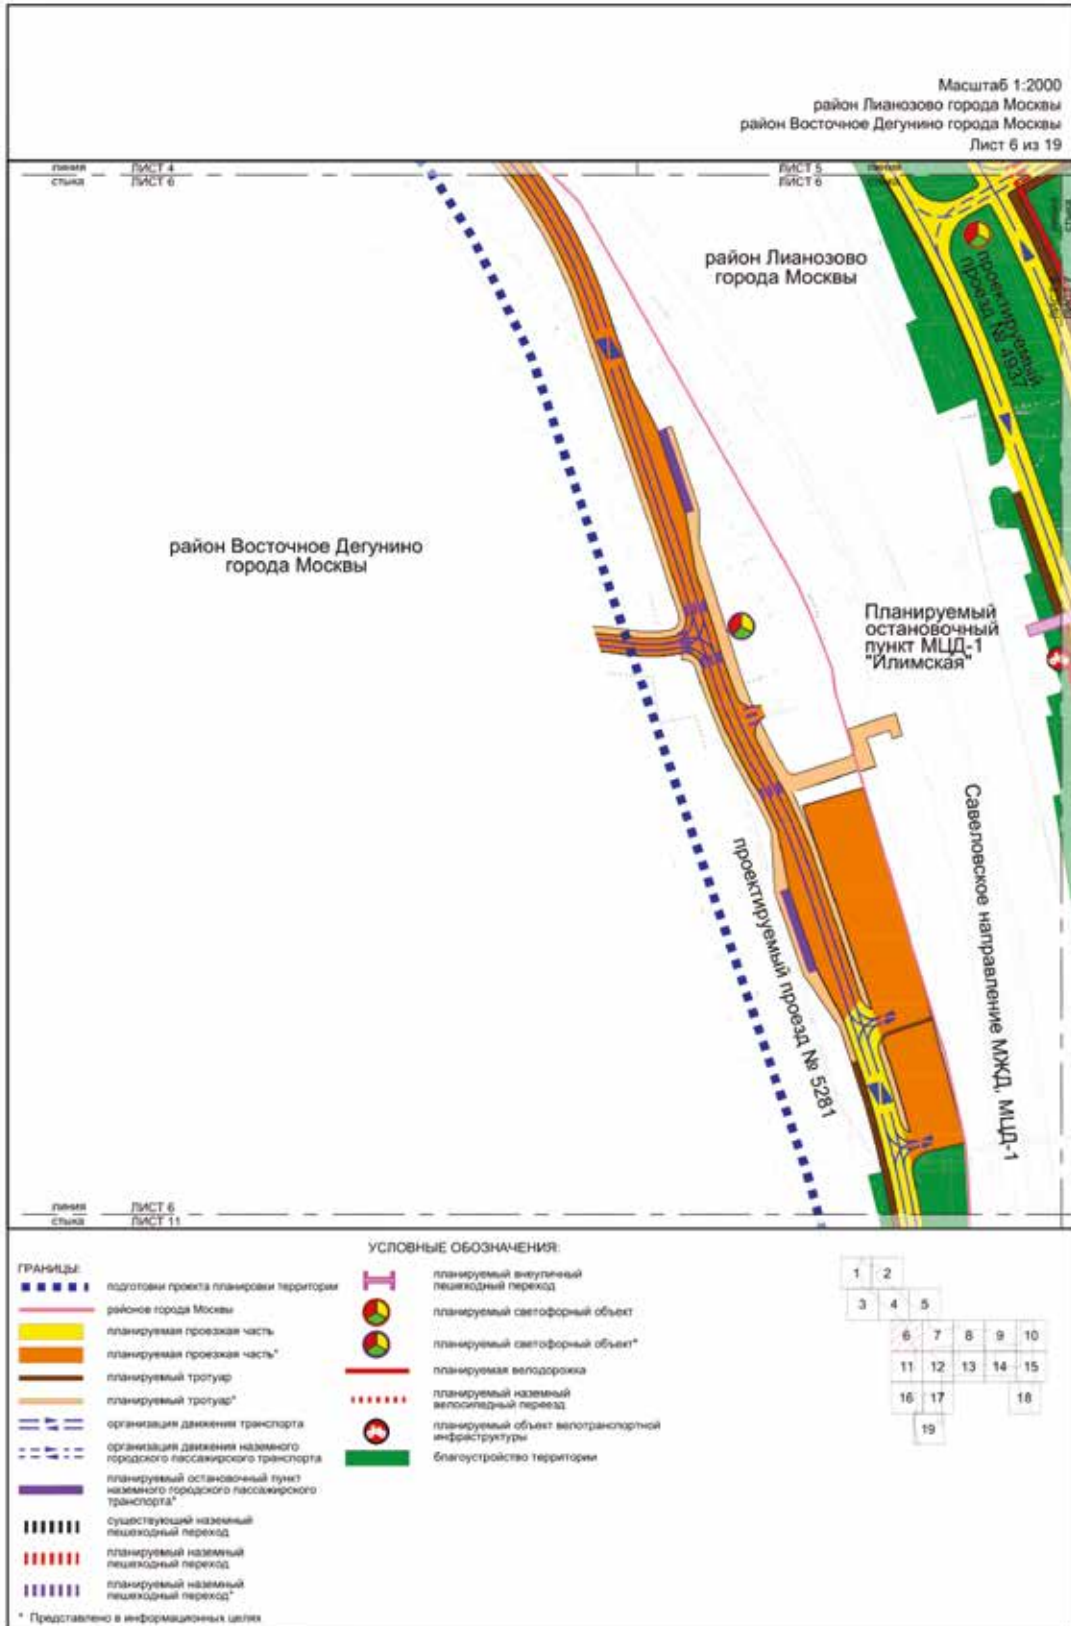 Масштаб 1:2000
район Лианозово города Москвы
район Восточное Дегунино города Москвы
Лист 6 из 19
линия ЛИСТ 4
стыка ЛИСТ 6
ЛИСТ 5 линия
ЛИСТ 6 стыка
район Лианозово
города Москвы
проектируемый
проезд № 4937
район Восточное Дегунино
города Москвы
Планируемый
остановочный
пункт МЦД-1
"Илимская"
Савеловское направление МЖД, МЦД-1
проектируемый проезд № 5281
линия ЛИСТ 6
стыка ЛИСТ 11
УСЛОВНЫЕ ОБОЗНАЧЕНИЯ:
ГРАНИЦЫ:
подготовки проекта планировки территории
районов города Москвы
планируемая проезжая часть
планируемая проезжая часть*
планируемый тротуар
планируемый тротуар*
организация движения транспорта
организация движения наземного
городского пассажирского транспорта
планируемый остановочный пункт
наземного городского пассажирского
транспорта*
существующий наземный
пешеходный переход
планируемый наземный
пешеходный переход
планируемый наземный
пешеходный переход*
* Представлено в информационных целях
планируемый внеуличный
пешеходный переход
планируемый светофорный объект
планируемый светофорный объект*
планируемая велодорожка
планируемый наземный
велосипедный переезд
планируемый объект велотранспортной
инфраструктуры
благоустройство территории
1 2
3 4 5
6 7 8 9 10
11 12 13 14 15
16 17 18
19